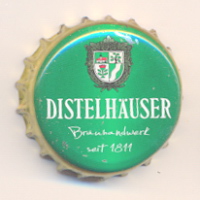 DISTELHÄUSER
Brauhandwerk
seit 1811